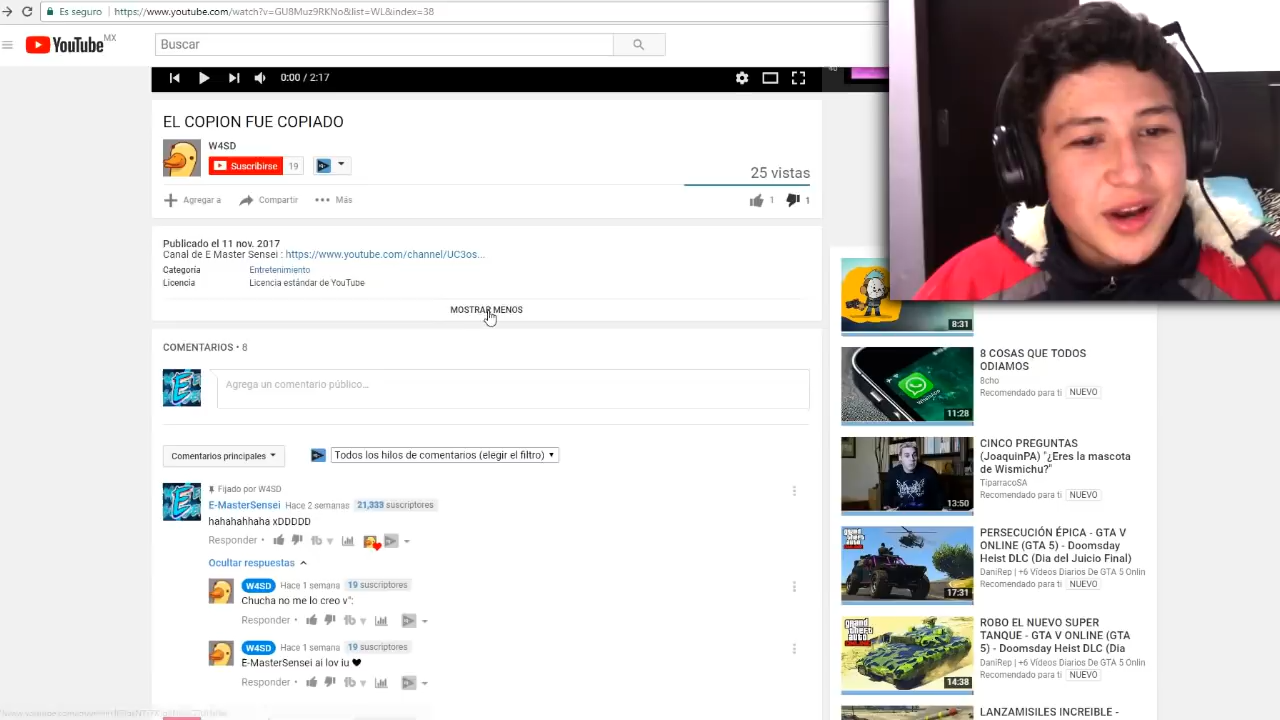 Es seguro https://www.youtube.com/watch?v=GU8Muz9RKNo&list=WL&index=38
YouTube MX
Buscar
0:00 / 2:17
EL COPION FUE COPIADO
W4SD
Suscribirse 19
25 vistas
Agregar a Compartir Más 1 1
Publicado el 11 nov. 2017
Canal de E Master Sensei : https://www.youtube.com/channel/UC3os...
Categoría Entretenimiento
Licencia Licencia estándar de YouTube
MOSTRAR MENOS
COMENTARIOS • 8
Agrega un comentario público...
Comentarios principales
Todos los hilos de comentarios (elegir el filtro)
Fijado por W4SD
E-MasterSensei Hace 2 semanas 21,333 suscriptores
hahahahhaha xDDDDD
Responder •
Ocultar respuestas
W4SD Hace 1 semana 19 suscriptores
Chucha no me lo creo v":
Responder •
W4SD Hace 1 semana 19 suscriptores
E-MasterSensei ai lov iu ♥
Responder •
8:31
8 COSAS QUE TODOS
ODIAMOS
8cho
Recomendado para ti NUEVO
11:28
CINCO PREGUNTAS
(JoaquinPA) "¿Eres la mascota
de Wismichu?"
TiparracoSA
Recomendado para ti NUEVO
13:50
PERSECUCIÓN ÉPICA - GTA V
ONLINE (GTA 5) - Doomsday
Heist DLC (Dia del Juicio Final)
DaniRep | +6 Vídeos Diarios De GTA 5 Onlin
Recomendado para ti NUEVO
17:31
ROBO EL NUEVO SUPER
TANQUE - GTA V ONLINE (GTA
5) - Doomsday Heist DLC (Dia
DaniRep | +6 Vídeos Diarios De GTA 5 Onlin
Recomendado para ti NUEVO
14:38
LANZAMISILES INCREIBLE -